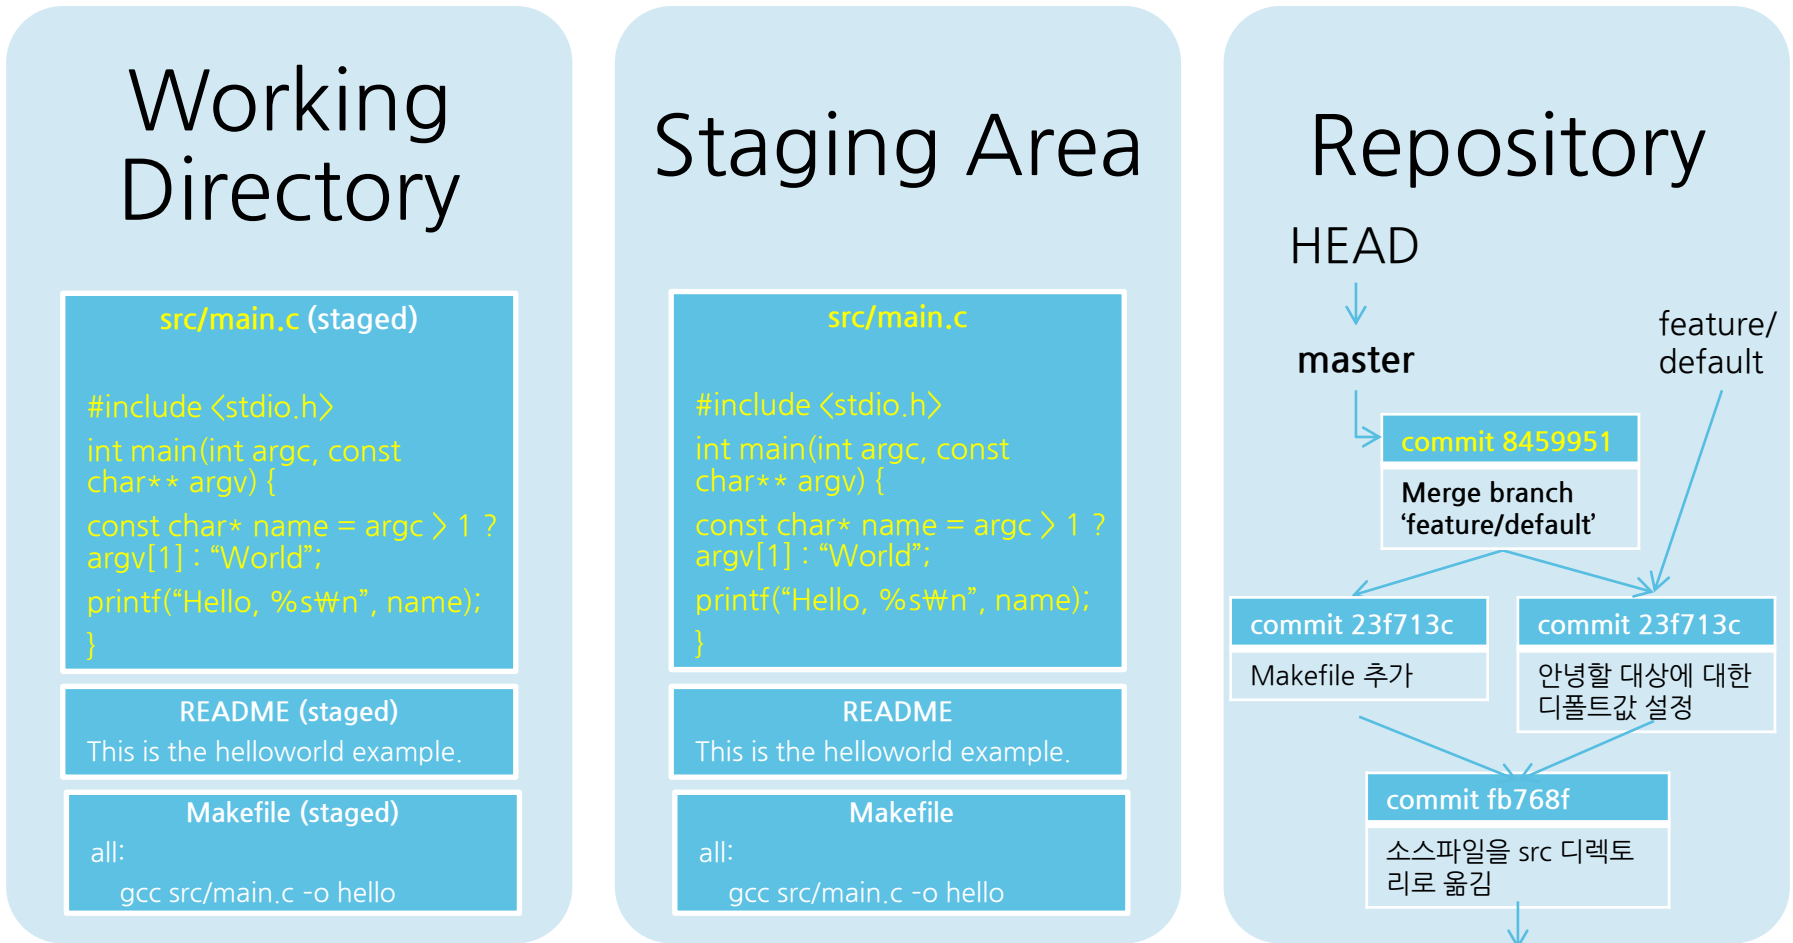 Working
Directory
src/main.c (staged)
#include <stdio.h>
int main(int argc, const
char** argv) {
const char* name = argc > 1 ?
argv[1] : “World”;
printf(“Hello, %s₩n”, name);
}
README (staged)
This is the helloworld example.
Makefile (staged)
all:
gcc src/main.c -o hello
Staging Area
src/main.c
#include <stdio.h>
int main(int argc, const
char** argv) {
const char* name = argc > 1 ?
argv[1] : “World”;
printf(“Hello, %s₩n”, name);
}
README
This is the helloworld example.
Makefile
all:
gcc src/main.c -o hello
Repository
HEAD
master
feature/
default
commit 8459951
Merge branch
‘feature/default’
commit 23f713c
Makefile 추가
commit 23f713c
안녕할 대상에 대한
디폴트값 설정
commit fb768f
소스파일을 src 디렉토
리로 옮김